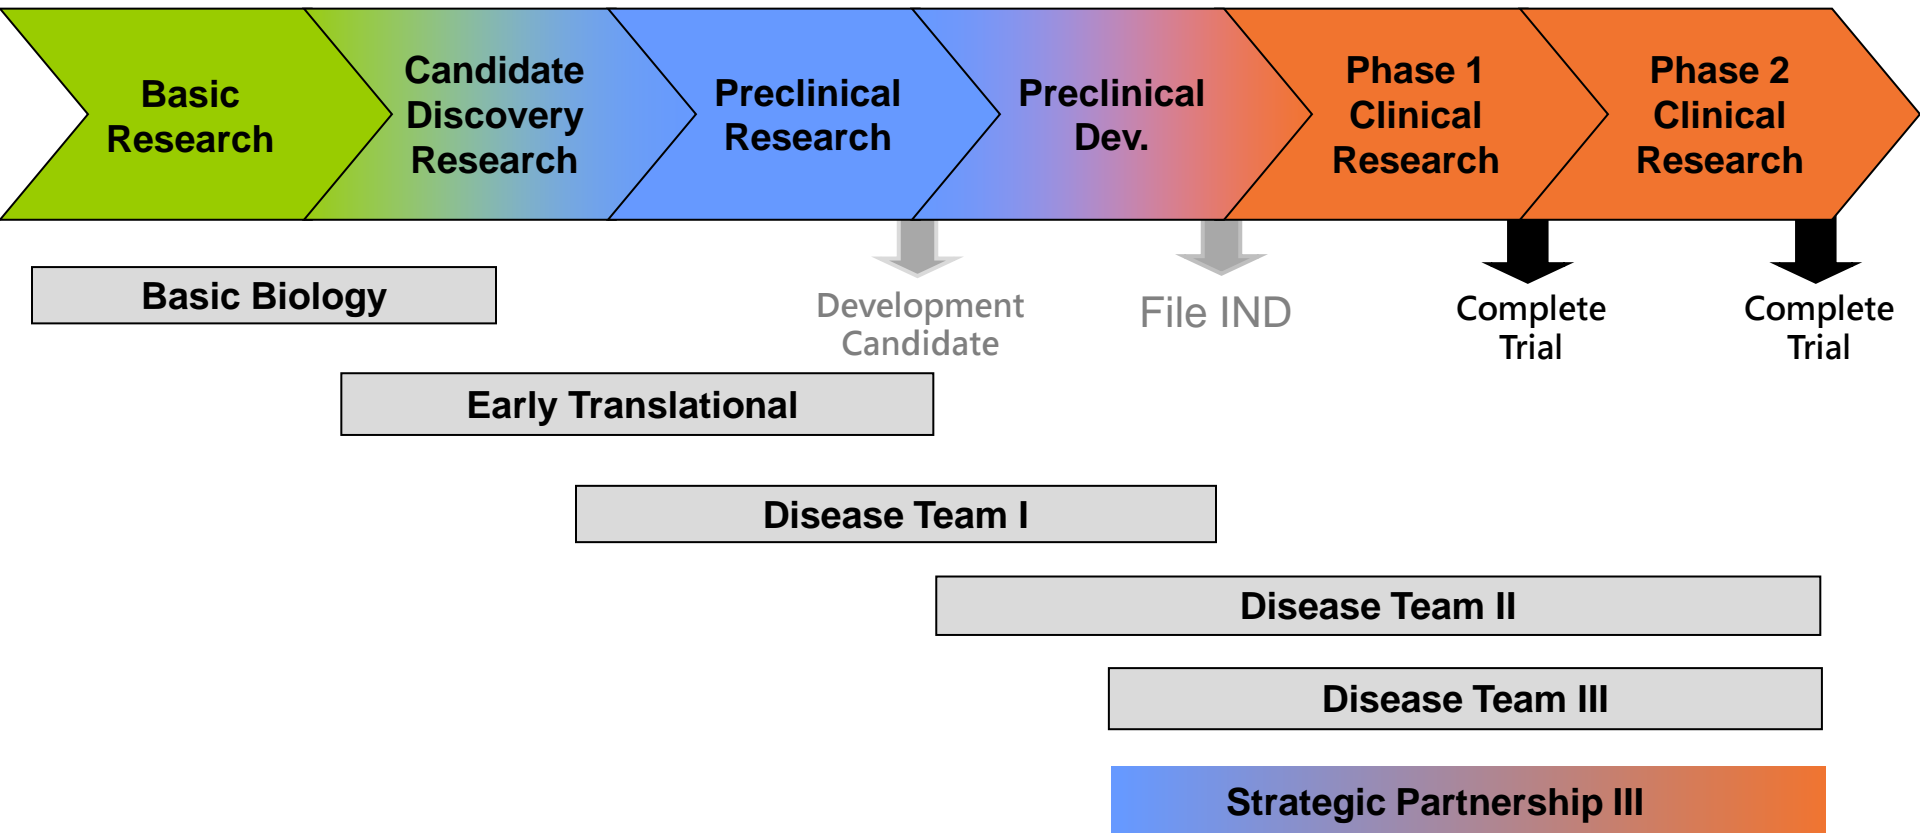 Basic
Research
Candidate
Discovery
Research
Preclinical
Research
Preclinical
Dev.
Phase 1
Clinical
Research
Phase 2
Clinical
Research
Development
Candidate
File IND
Complete
Trial
Complete
Trial
Basic Biology
Early Translational
Disease Team I
Disease Team II
Disease Team III
Strategic Partnership III